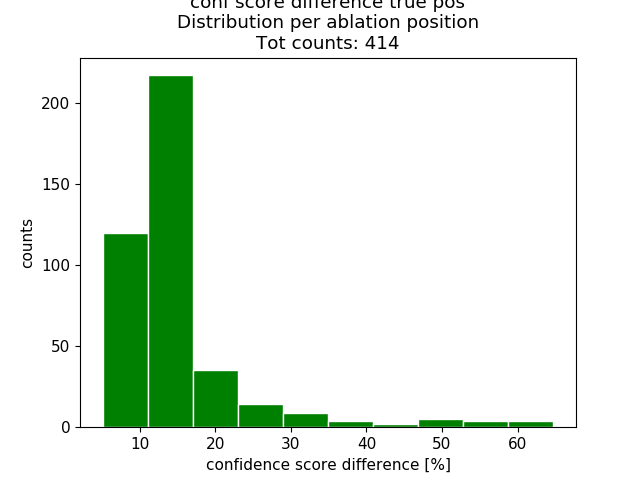 conf score difference true pos
Distribution per ablation position
Tot counts: 414
counts
200
150
100
50
0
10 20 30 40 50 60
confidence score difference [%]